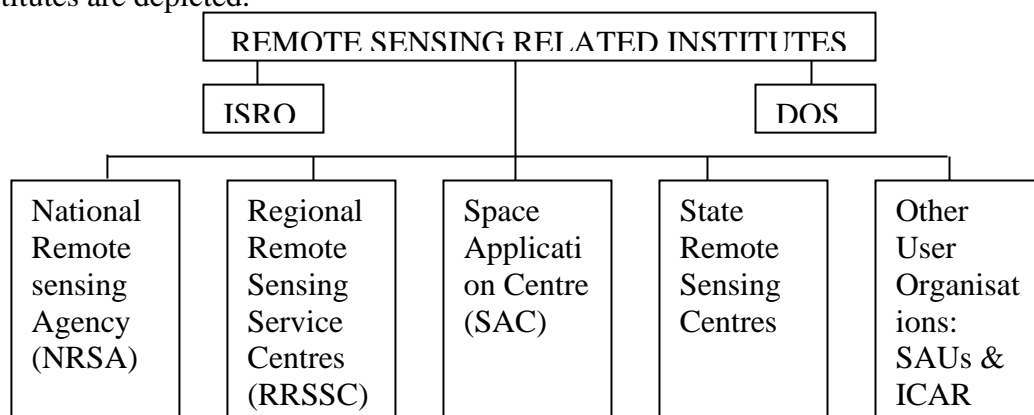 titutes are depicted.
REMOTE SENSING RELATED INSTITUTES
ISRO
DOS
National
Remote
sensing
Agency
(NRSA)
Regional
Remote
Sensing
Service
Centres
(RRSSC)
Space
Applicati
on Centre
(SAC)
State
Remote
Sensing
Centres
Other
User
Organisat
ions:
SAUs &
ICAR